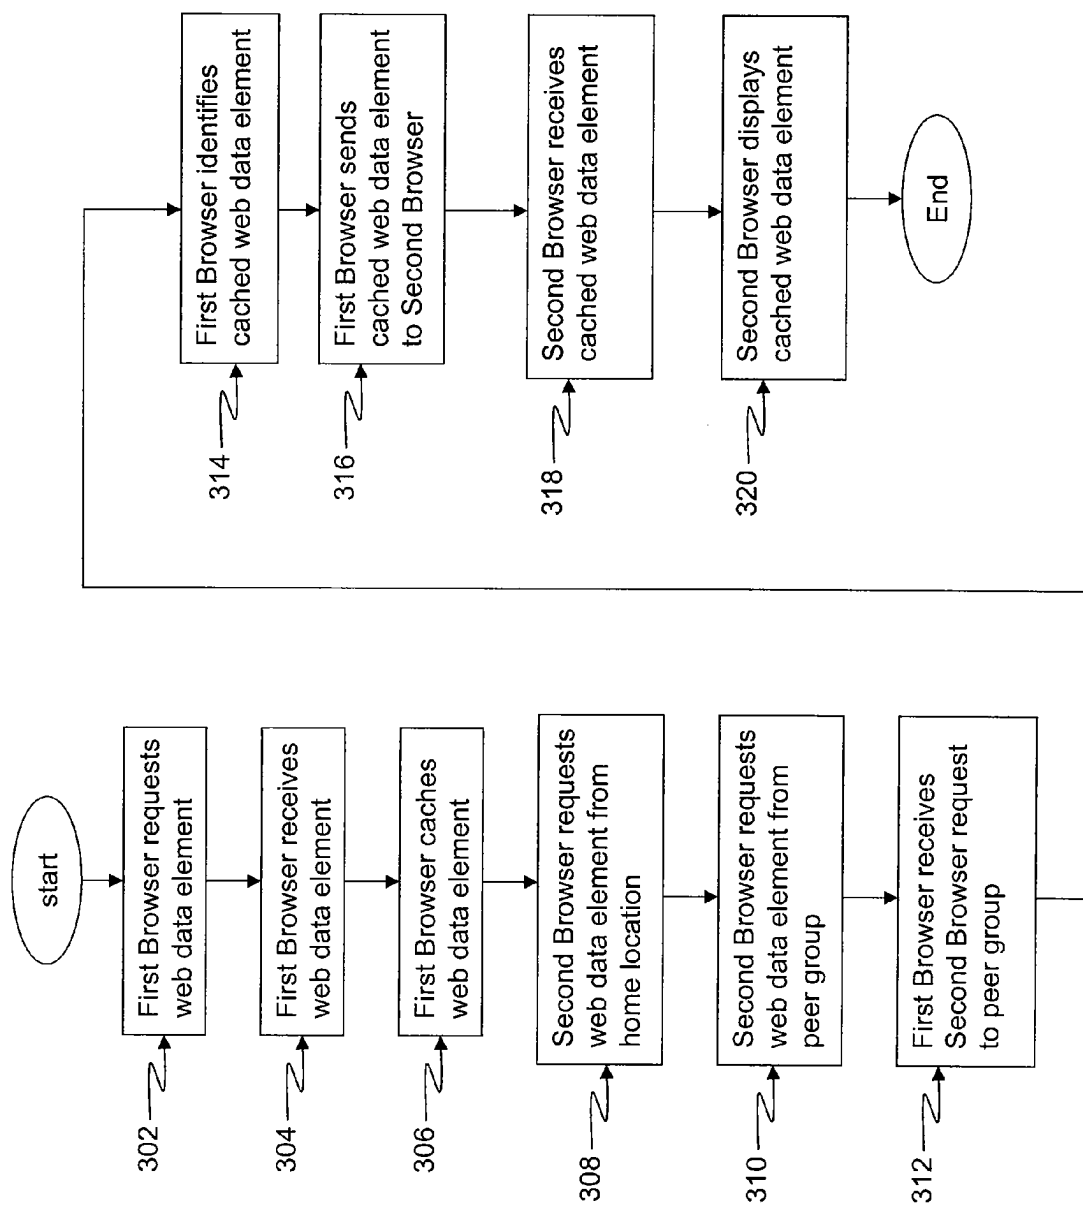 start
302
First Browser requests
web data element
304
First Browser receives
web data element
306
First Browser caches
web data element
308
Second Browser requests
web data element from
home location
310
Second Browser requests
web data element from
peer group
312
First Browser receives
Second Browser request
to peer group
314
First Browser identifies
cached web data element
316
First Browser sends
cached web data element
to Second Browser
318
Second Browser receives
cached web data element
320
Second Browser displays
cached web data element
End